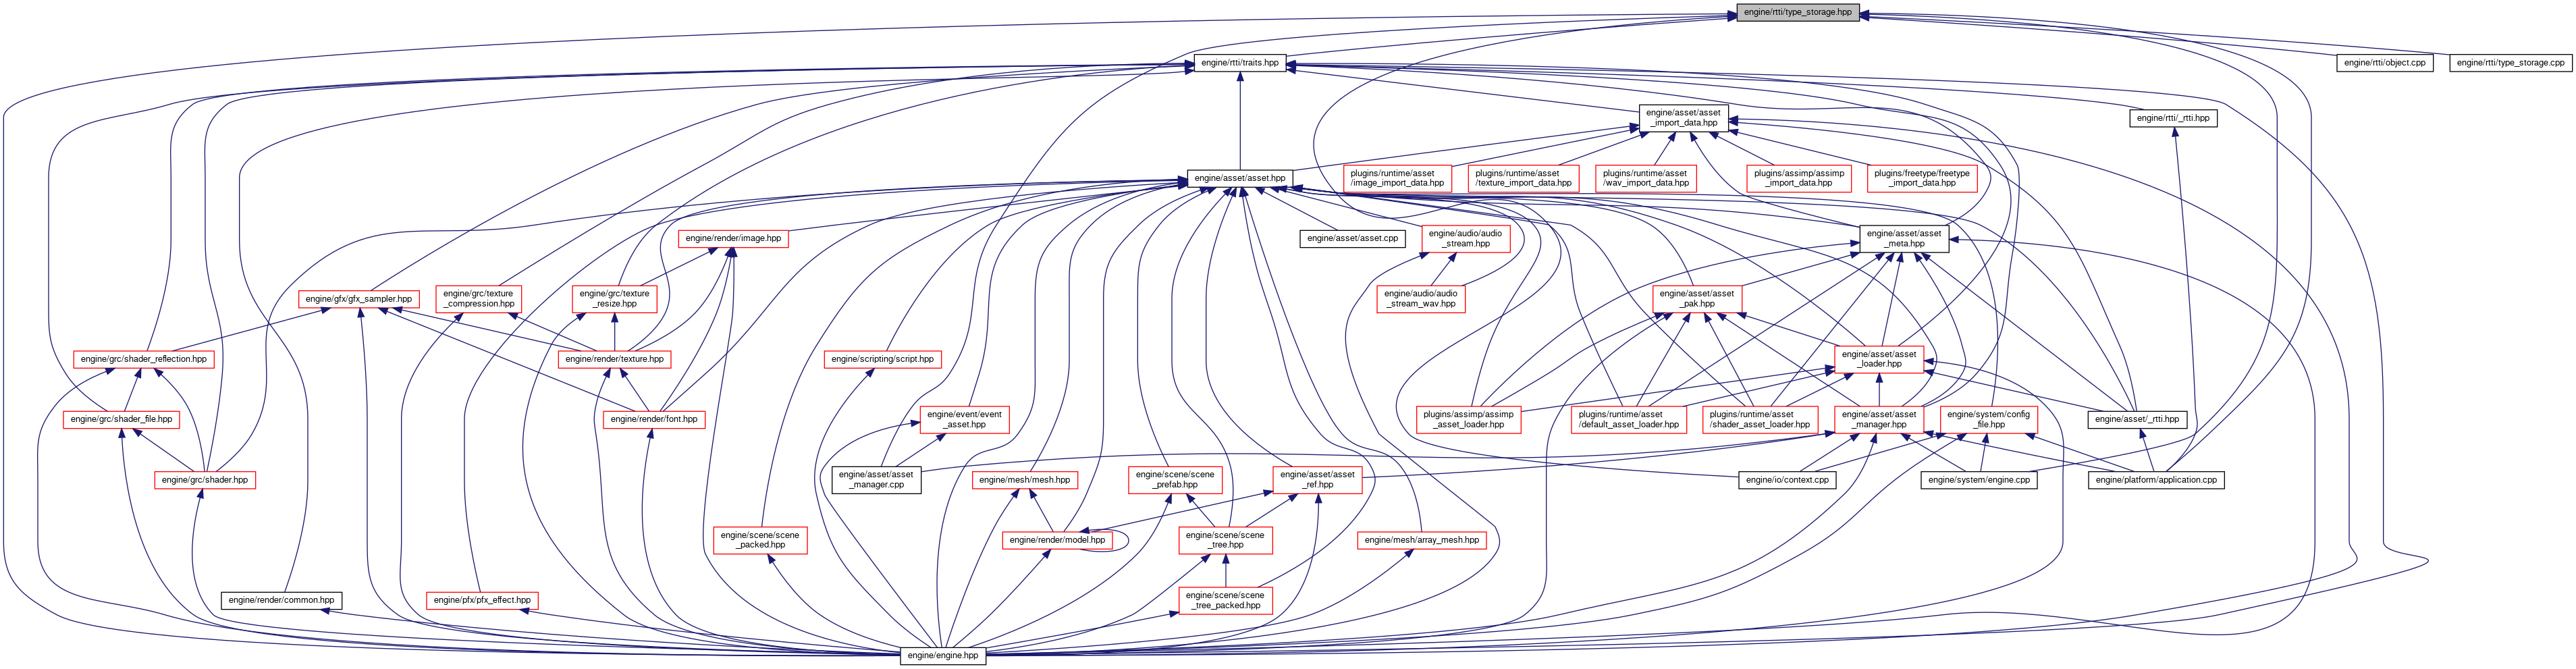 engine/rtti/type_storage.hpp
engine/rtti/traits.hpp
engine/rtti/object.cpp
engine/rtti/type_storage.cpp
engine/asset/asset
_import_data.hpp
engine/rtti/_rtti.hpp
engine/asset/asset.hpp
plugins/runtime/asset
/image_import_data.hpp
plugins/runtime/asset
/texture_import_data.hpp
plugins/runtime/asset
/wav_import_data.hpp
plugins/assimp/assimp
_import_data.hpp
plugins/freetype/freetype
_import_data.hpp
engine/render/image.hpp
engine/asset/asset.cpp
engine/audio/audio
_stream.hpp
engine/asset/asset
_meta.hpp
engine/gfx/gfx_sampler.hpp
engine/grc/texture
_compression.hpp
engine/grc/texture
_resize.hpp
engine/audio/audio
_stream_wav.hpp
engine/asset/asset
_pak.hpp
engine/grc/shader_reflection.hpp
engine/render/texture.hpp
engine/scripting/script.hpp
engine/asset/asset
_loader.hpp
engine/grc/shader_file.hpp
engine/render/font.hpp
engine/event/event
_asset.hpp
plugins/assimp/assimp
_asset_loader.hpp
plugins/runtime/asset
/default_asset_loader.hpp
plugins/runtime/asset
/shader_asset_loader.hpp
engine/asset/asset
_manager.hpp
engine/system/config
_file.hpp
engine/asset/_rtti.hpp
engine/grc/shader.hpp
engine/asset/asset
_manager.cpp
engine/mesh/mesh.hpp
engine/scene/scene
_prefab.hpp
engine/asset/asset
_ref.hpp
engine/io/context.cpp
engine/system/engine.cpp
engine/platform/application.cpp
engine/scene/scene
_packed.hpp
engine/render/model.hpp
engine/scene/scene
_tree.hpp
engine/mesh/array_mesh.hpp
engine/render/common.hpp
engine/pfx/pfx_effect.hpp
engine/scene/scene
_tree_packed.hpp
engine/engine.hpp